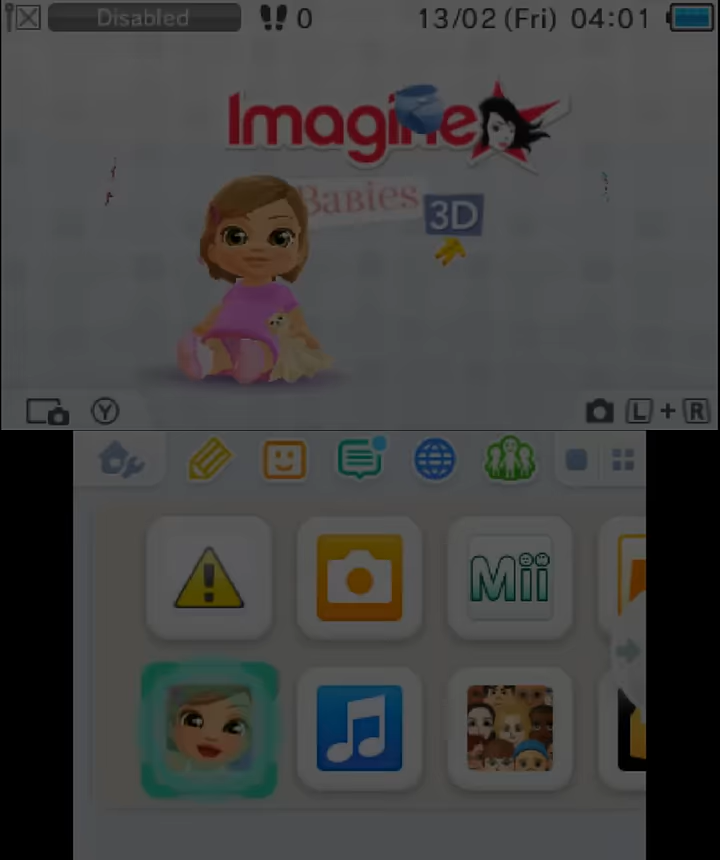 Disabled 0 13/02 (Fri) 04:01
Imagine
Babies
3D
Y L + R
Mii